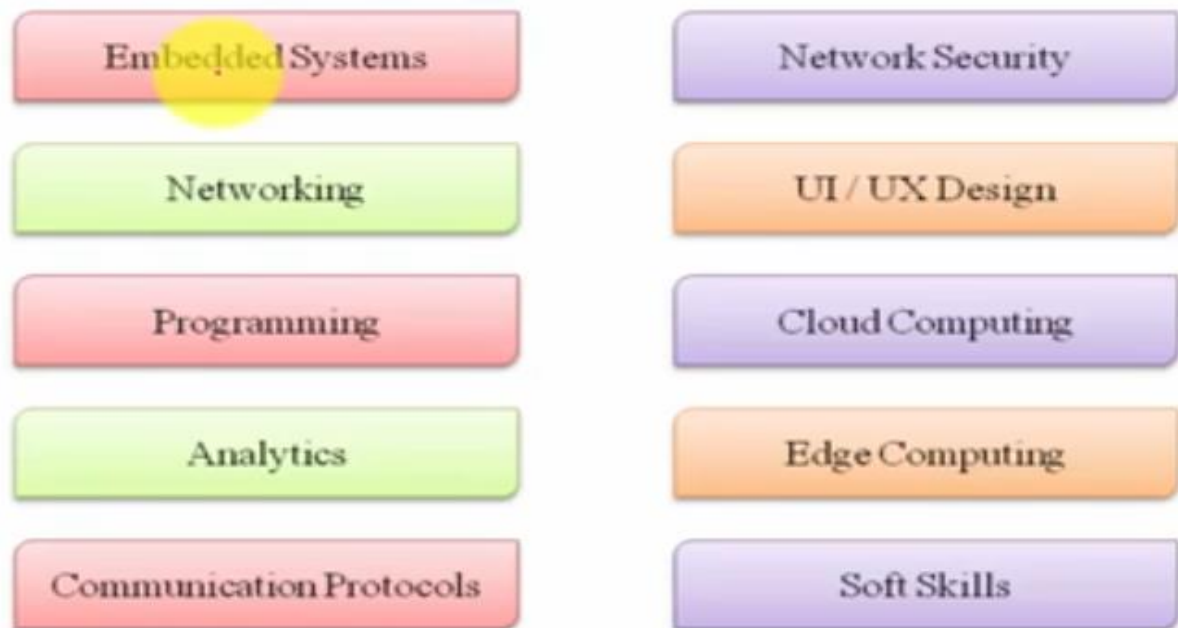 Embedded Systems
Network Security
Networking
UI / UX Design
Programming
Cloud Computing
Analytics
Edge Computing
Communication Protocols
Soft Skills